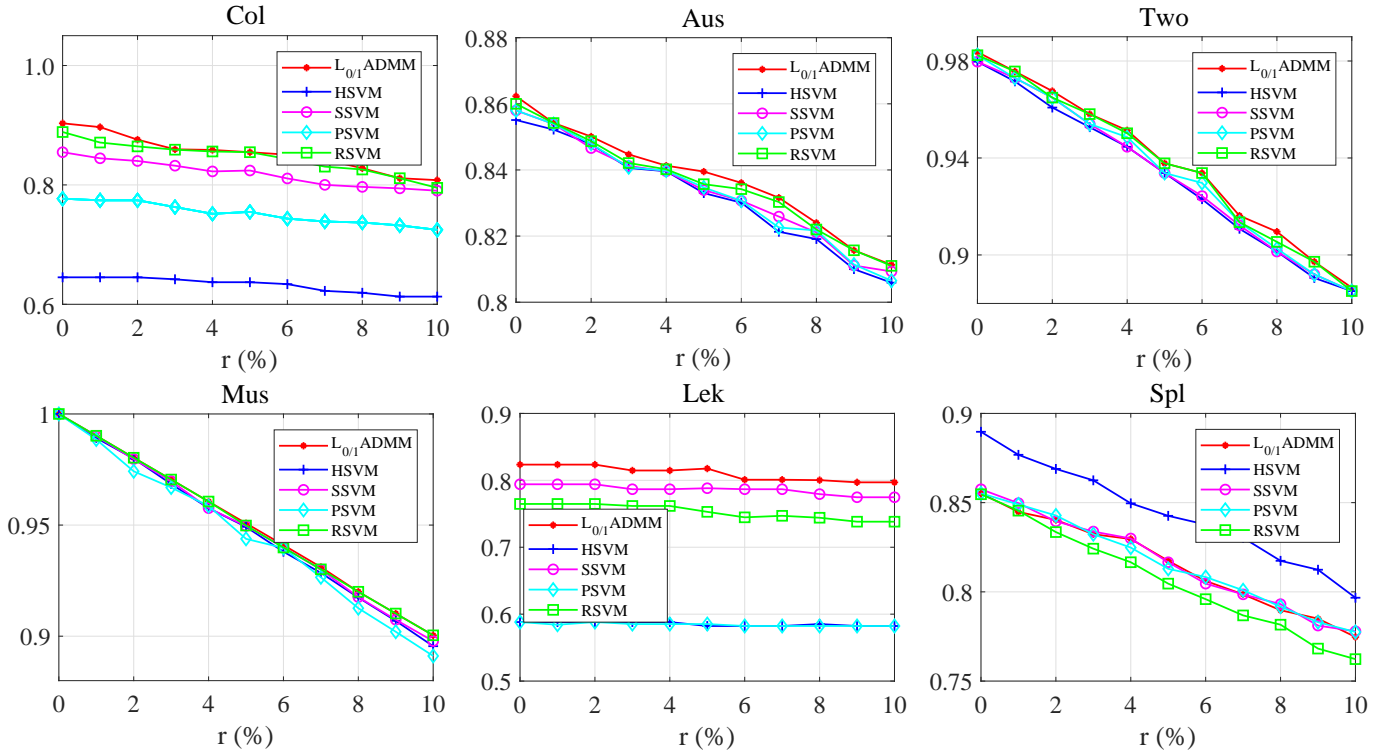 Col
1.0
0.8
0.6
0 2 4 6 8 10
r (%)
L0/1ADMM
HSVM
SSVM
PSVM
RSVM
Aus
0.88
0.86
0.84
0.82
0.8
0 2 4 6 8 10
r (%)
L0/1ADMM
HSVM
SSVM
PSVM
RSVM
Two
0.98
0.94
0.9
0 2 4 6 8 10
r (%)
L0/1ADMM
HSVM
SSVM
PSVM
RSVM
Mus
1
0.95
0.9
0 2 4 6 8 10
r (%)
L0/1ADMM
HSVM
SSVM
PSVM
RSVM
Lek
0.9
0.8
0.7
0.6
0.5
0 2 4 6 8 10
r (%)
L0/1ADMM
HSVM
SSVM
PSVM
RSVM
Spl
0.9
0.85
0.8
0.75
0 2 4 6 8 10
r (%)
L0/1ADMM
HSVM
SSVM
PSVM
RSVM